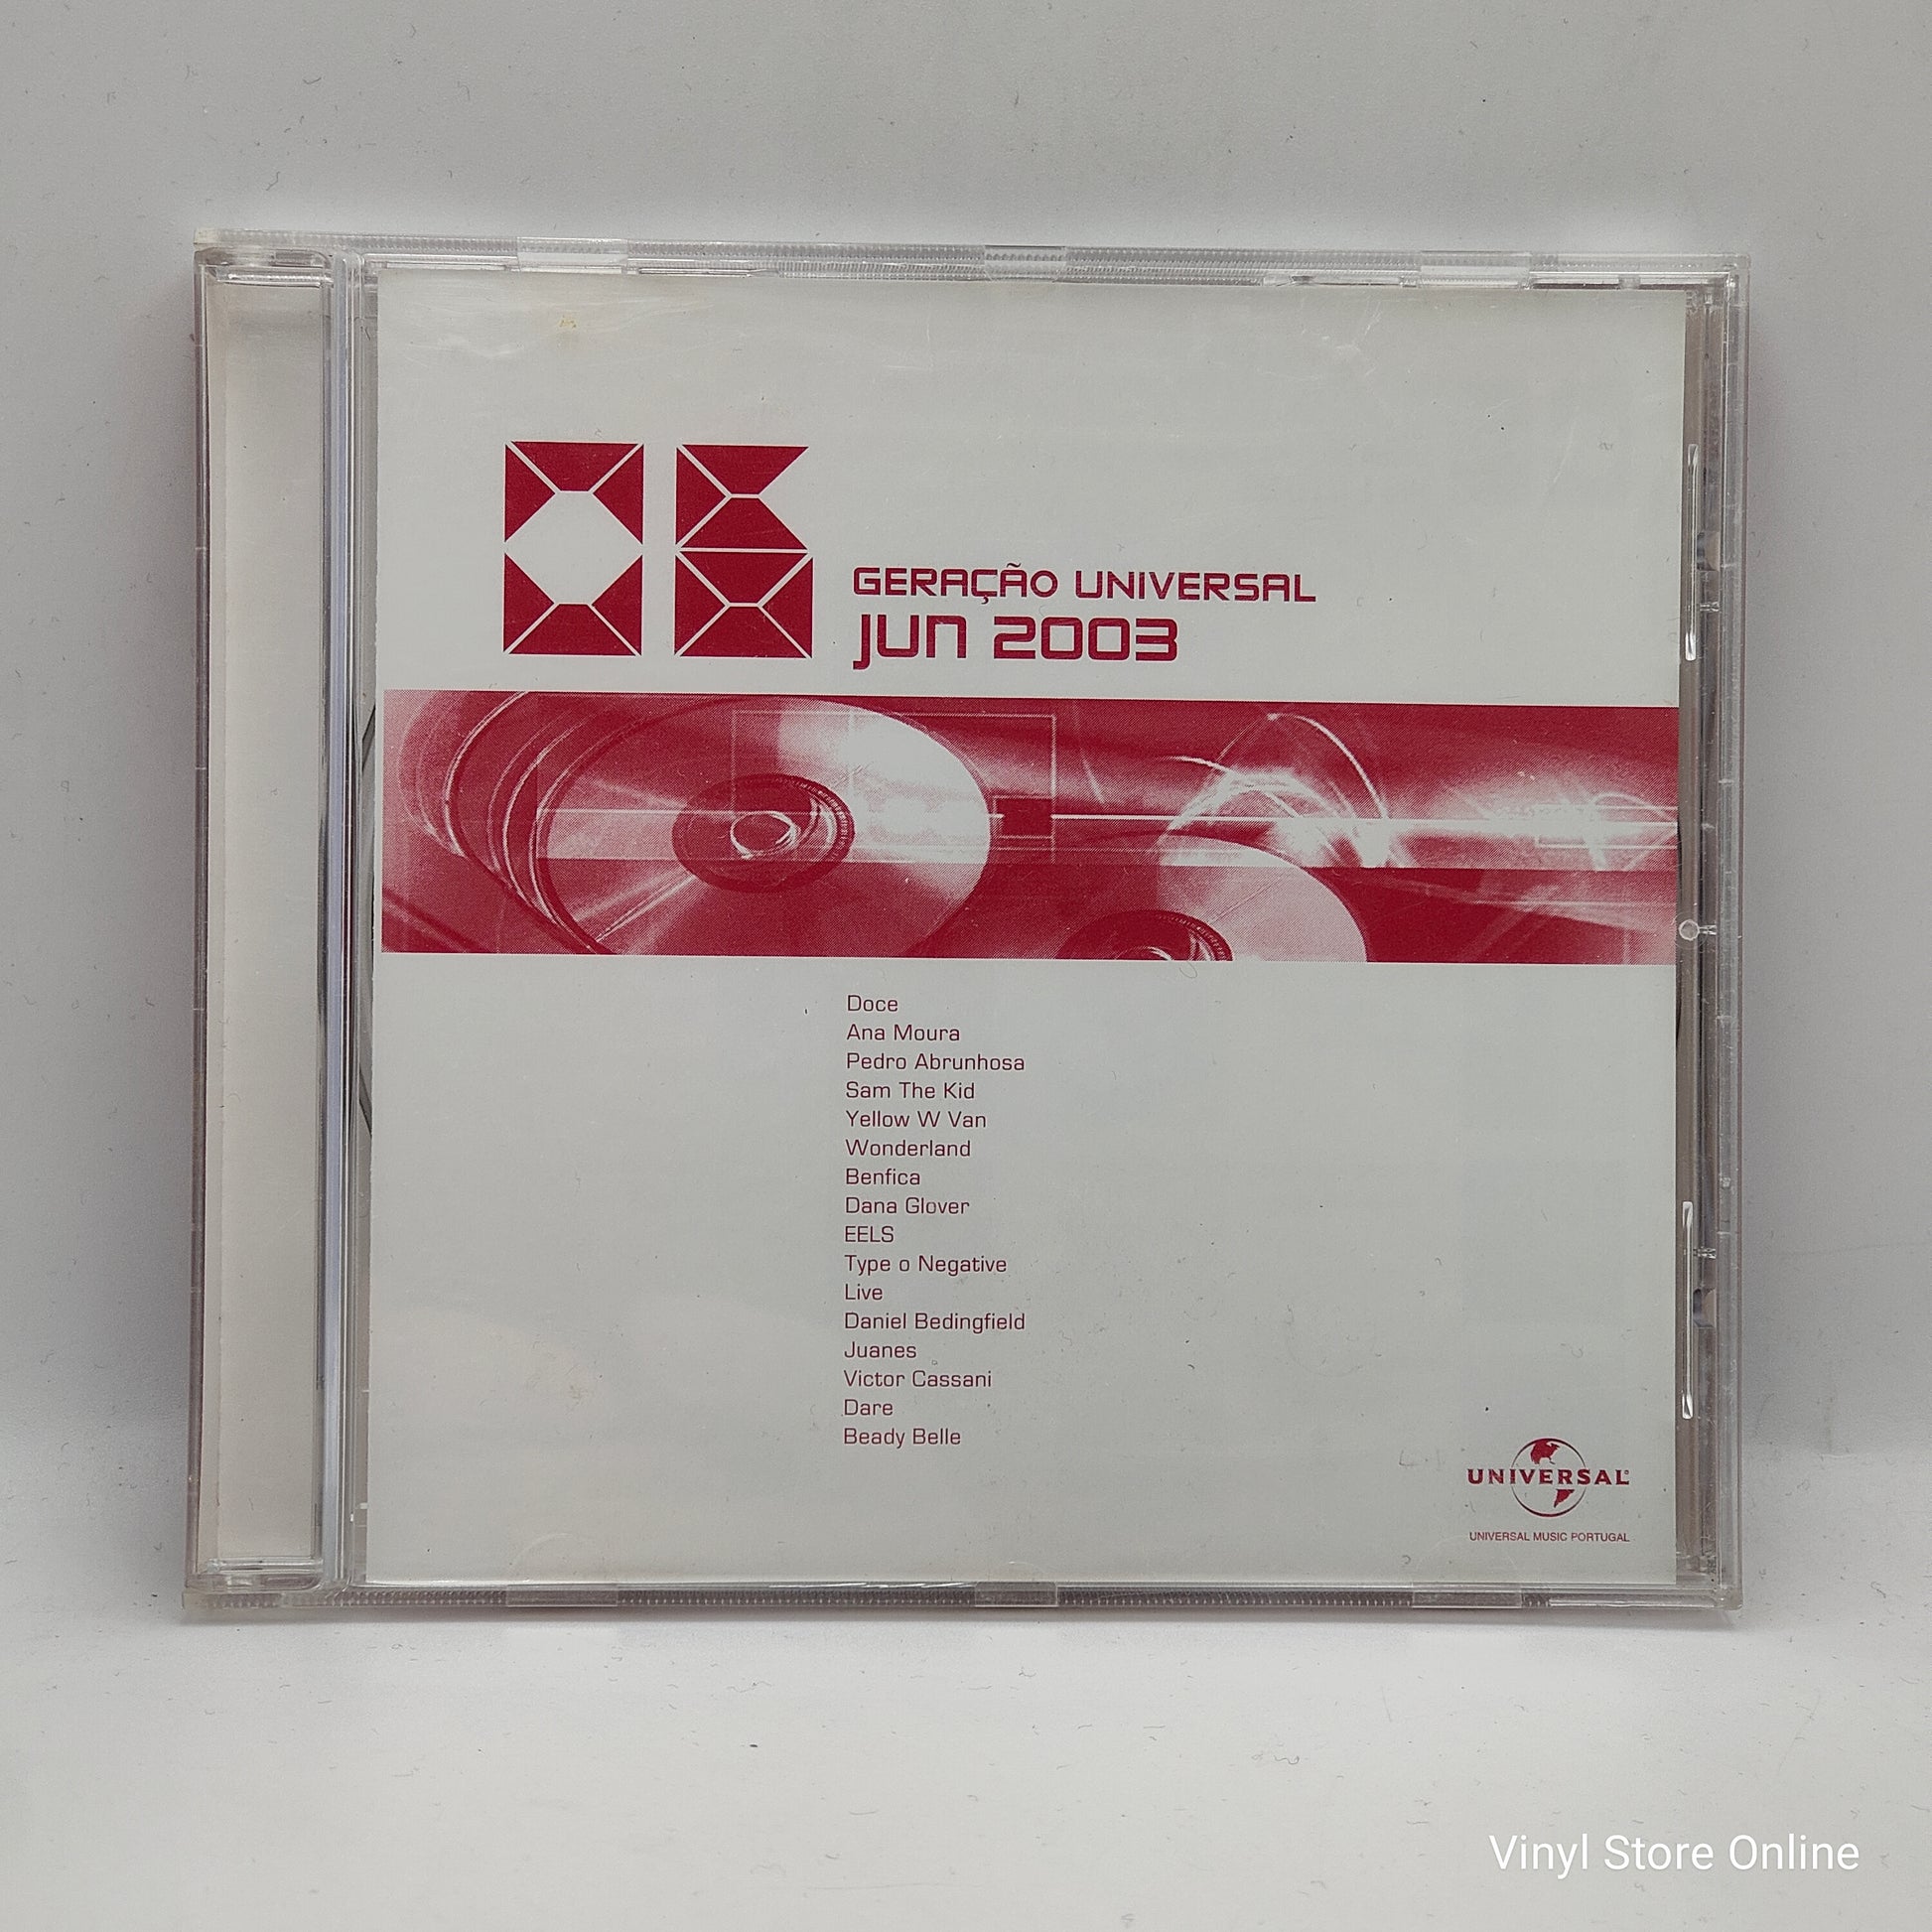 06
GERAÇÃO UNIVERSAL
JUN 2003
Doce
Ana Moura
Pedro Abrunhosa
Sam The Kid
Yellow W Van
Wonderland
Benfica
Dana Glover
EELS
Type o Negative
Live
Daniel Bedingfield
Juanes
Victor Cassani
Dare
Beady Belle
UNIVERSAL
UNIVERSAL MUSIC PORTUGAL
Vinyl Store Online